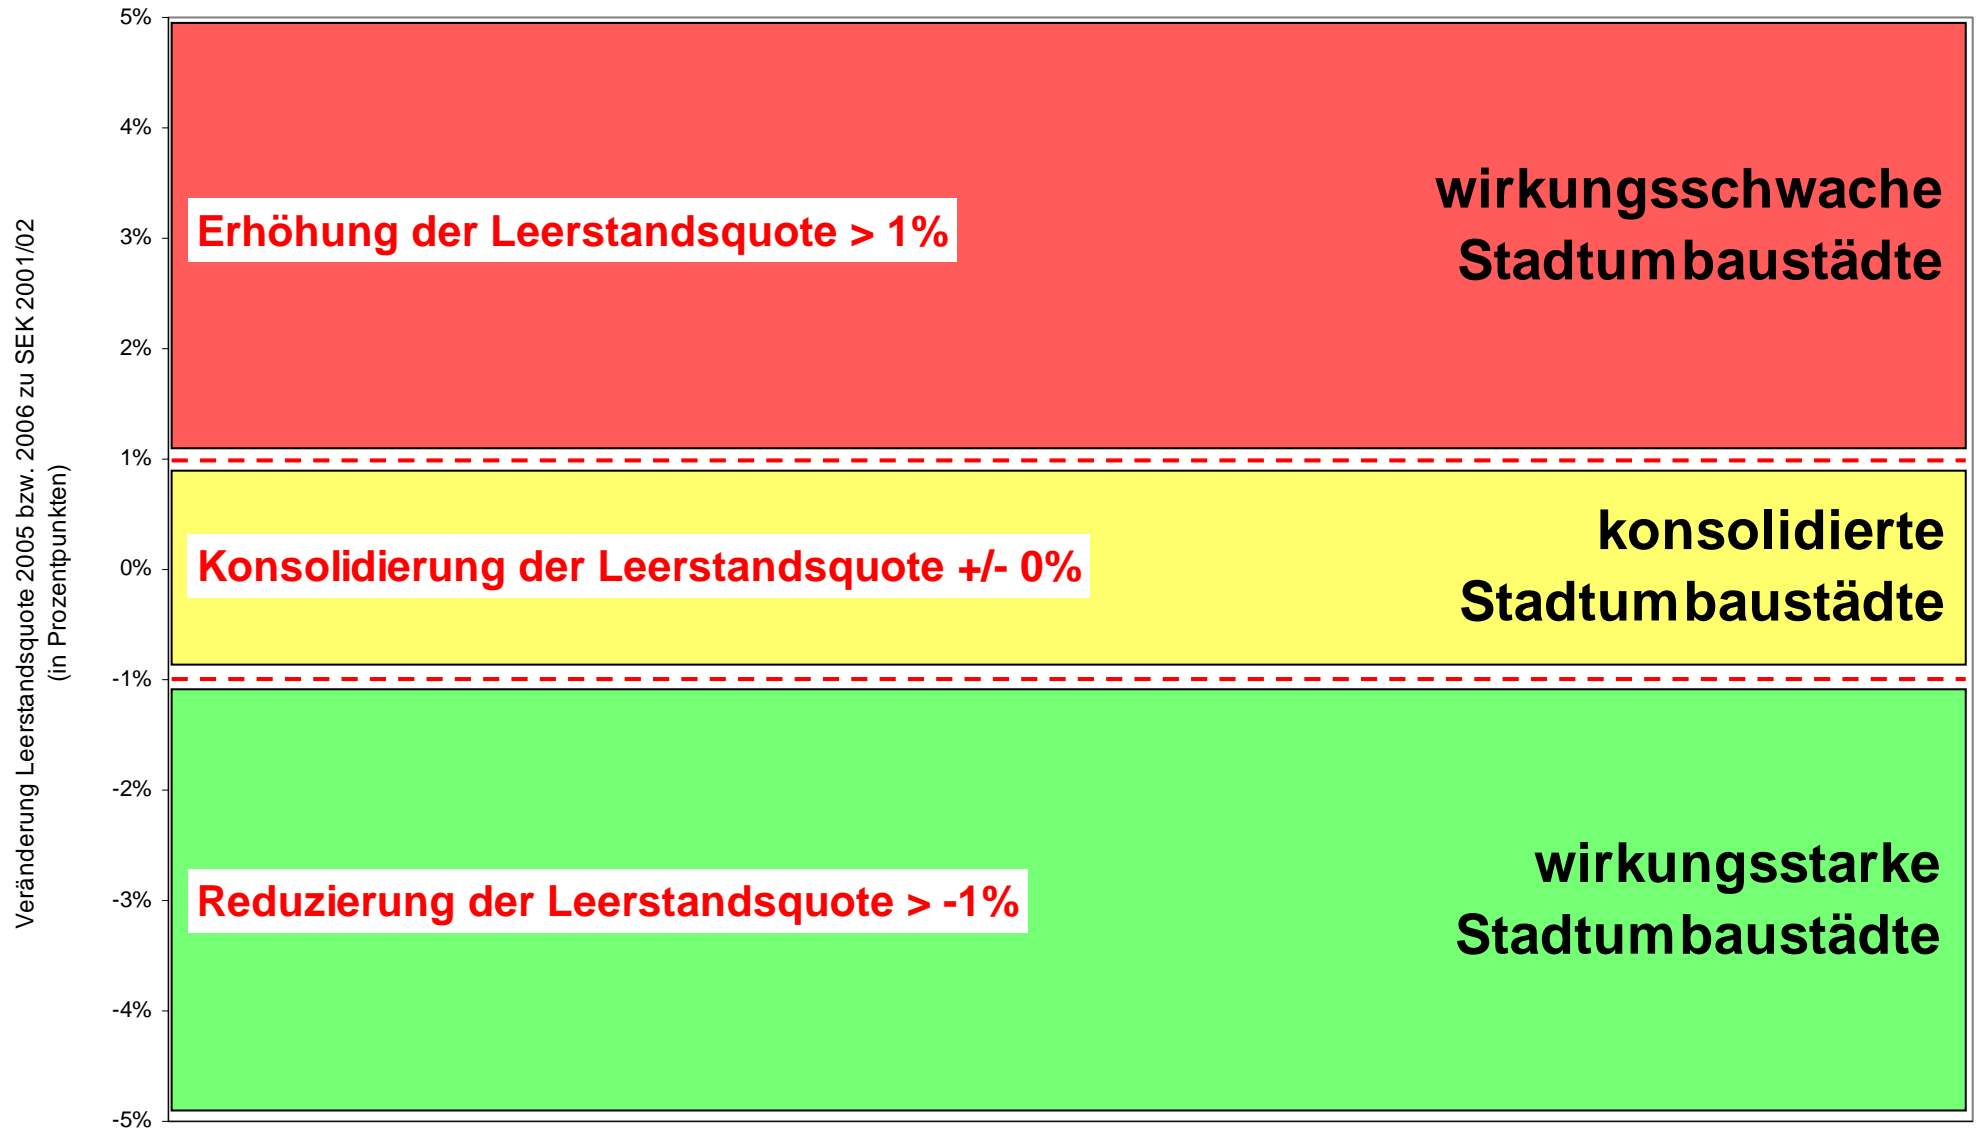 Veränderung Leerstandsquote 2005 bzw. 2006 zu SEK 2001/02
(in Prozentpunkten)
5%
4%
3%
2%
1%
0%
-1%
-2%
-3%
-4%
-5%
Erhöhung der Leerstandsquote > 1%
wirkungsschwache
Stadtumbaustädte
Konsolidierung der Leerstandsquote +/- 0%
konsolidierte
Stadtumbaustädte
Reduzierung der Leerstandsquote > -1%
wirkungsstarke
Stadtumbaustädte